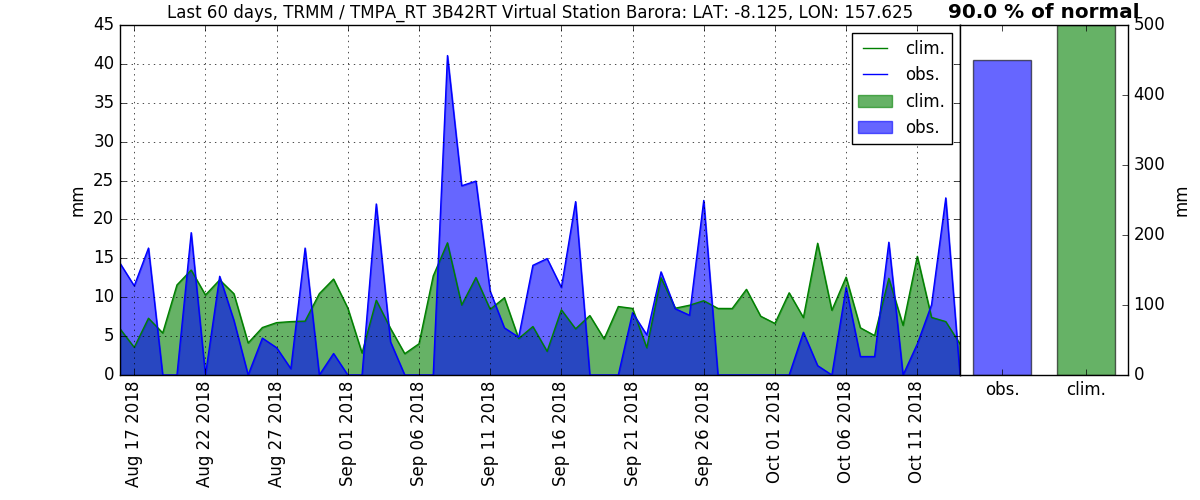 Last 60 days, TRMM / TMPA_RT 3B42RT Virtual Station Barora: LAT: -8.125, LON: 157.625
90.0 % of normal
45
40
35
30
25
20
15
10
5
0
mm
clim.
obs.
clim.
obs.
500
400
300
200
100
0
mm
obs.
clim.
Aug 17 2018
Aug 22 2018
Aug 27 2018
Sep 01 2018
Sep 06 2018
Sep 11 2018
Sep 16 2018
Sep 21 2018
Sep 26 2018
Oct 01 2018
Oct 06 2018
Oct 11 2018